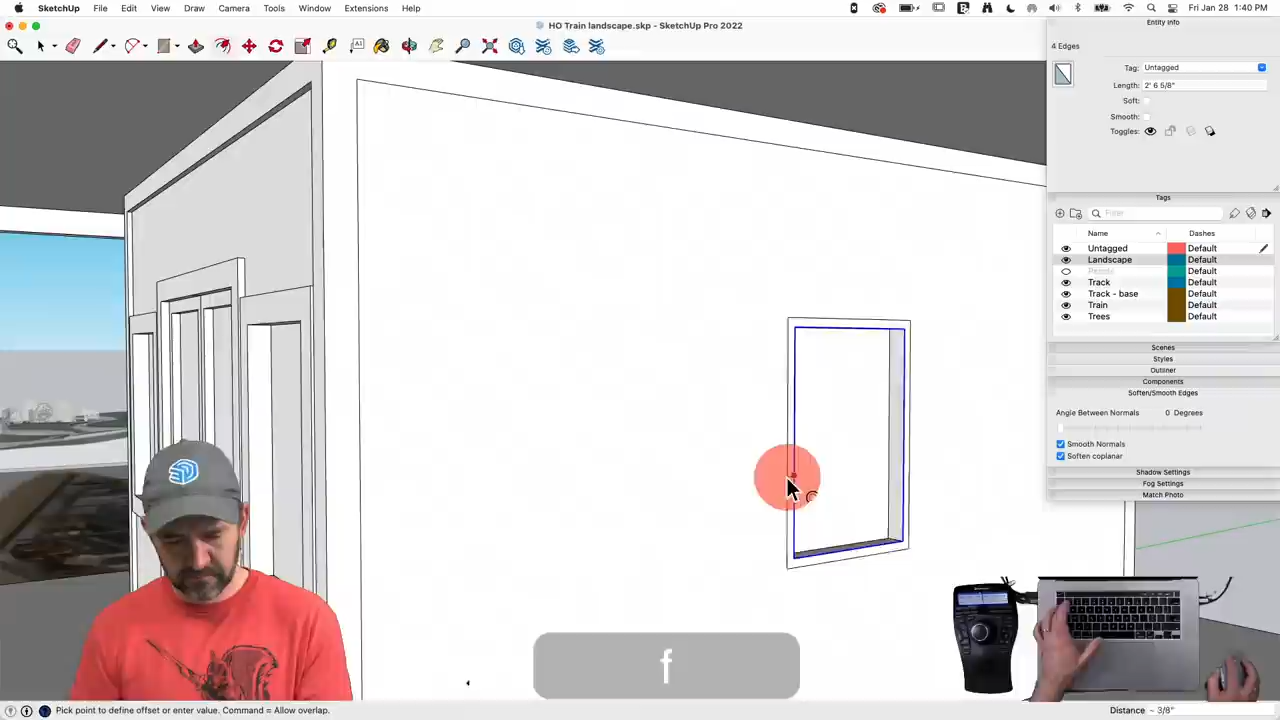 SketchUp File Edit View Draw Camera Tools Window Extensions Help
Fri Jan 28 1:40 PM
HO Train landscape.skp - SketchUp Pro 2022
Entity Info
4 Edges
Tag: Untagged
Length: 2' 6 5/8"
Soft:
Smooth:
Toggles:
Tags
Filter
Name Dashes
Untagged Default
Landscape Default
Default
Track Default
Track - base Default
Train Default
Trees Default
Scenes
Styles
Outliner
Components
Soften/Smooth Edges
Angle Between Normals 0 Degrees
Smooth Normals
Soften coplanar
Shadow Settings
Fog Settings
Match Photo
f
Pick point to define offset or enter value. Command = Allow overlap.
Distance ~ 3/8"